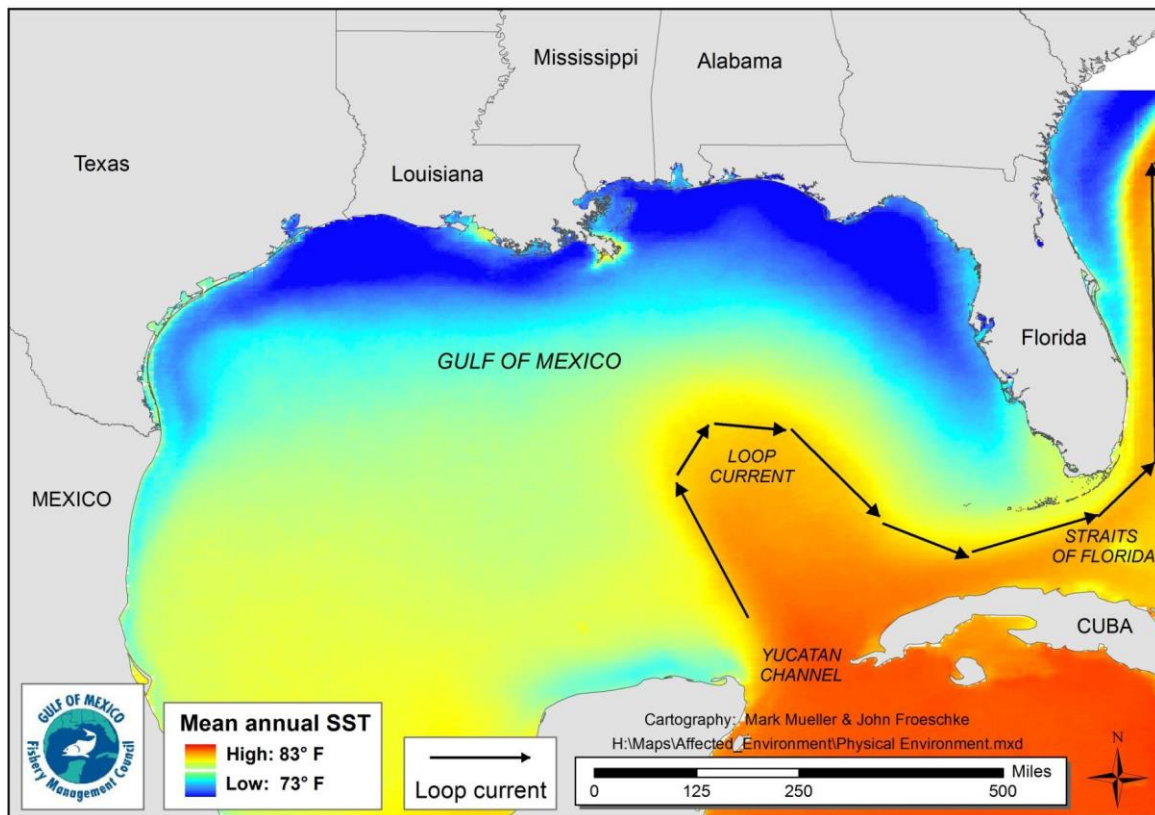 Mississippi
Alabama
Texas
Louisiana
GULF OF MEXICO
Florida
LOOP
CURRENT
MEXICO
STRAITS
OF FLORIDA
CUBA
YUCATAN
CHANNEL
GULF OF MEXICO
Fishery Management Council
Mean annual SST
High: 83° F
Low: 73° F
Loop current
Cartography: Mark Mueller & John Froeschke
H:\Maps\Affected_Environment\Physical Environment.mxd
Miles
0 125 250 500
N